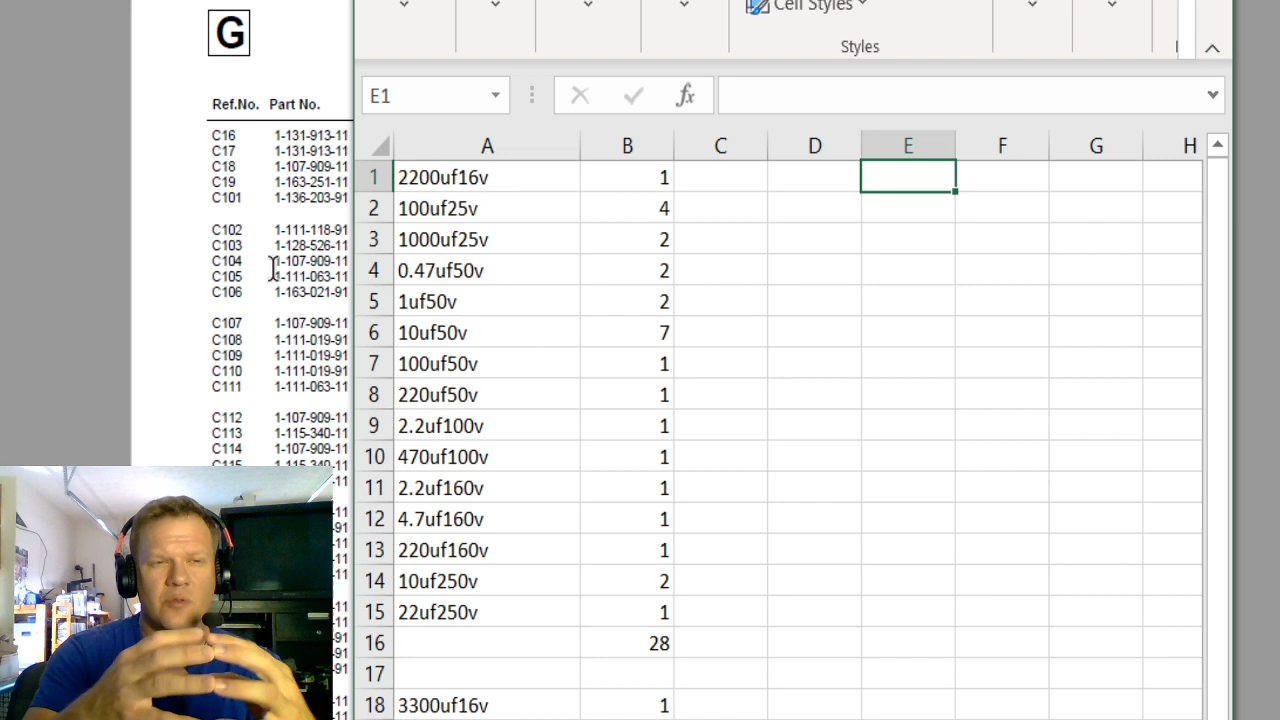 G
Ref.No. Part No.
C16 1-131-913-11
C17 1-131-913-11
C18 1-107-909-11
C19 1-163-251-11
C101 1-136-203-91
C102 1-111-118-91
C103 1-128-526-11
C104 1-107-909-11
C105 1-111-063-11
C106 1-163-021-91
C107 1-107-909-11
C108 1-111-019-91
C109 1-111-019-91
C110 1-111-019-91
C111 1-111-063-11
C112 1-107-909-11
C113 1-115-340-11
C114 1-107-909-11
C115 1-115-340-11
Cell Styles
Styles
E1
fx
A B C D E F G H
1 2200uf16v 1
2 100uf25v 4
3 1000uf25v 2
4 0.47uf50v 2
5 1uf50v 2
6 10uf50v 7
7 100uf50v 1
8 220uf50v 1
9 2.2uf100v 1
10 470uf100v 1
11 2.2uf160v 1
12 4.7uf160v 1
13 220uf160v 1
14 10uf250v 2
15 22uf250v 1
16 28
17
18 3300uf16v 1